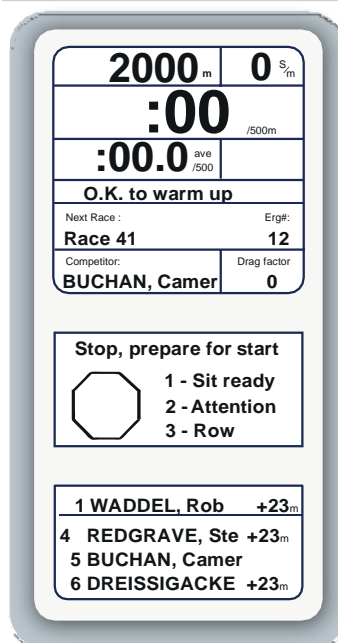 2000 m 0 S/m
:00 /500m
:00.0 ave /500
O.K. to warm up
Next Race : Erg#:
Race 41 12
Competitor: Drag factor
BUCHAN, Camer 0
Stop, prepare for start
1 - Sit ready
2 - Attention
3 - Row
1 WADDEL, Rob +23m
4 REDGRAVE, Ste +23m
5 BUCHAN, Camer
6 DREISSIGACKE +23m